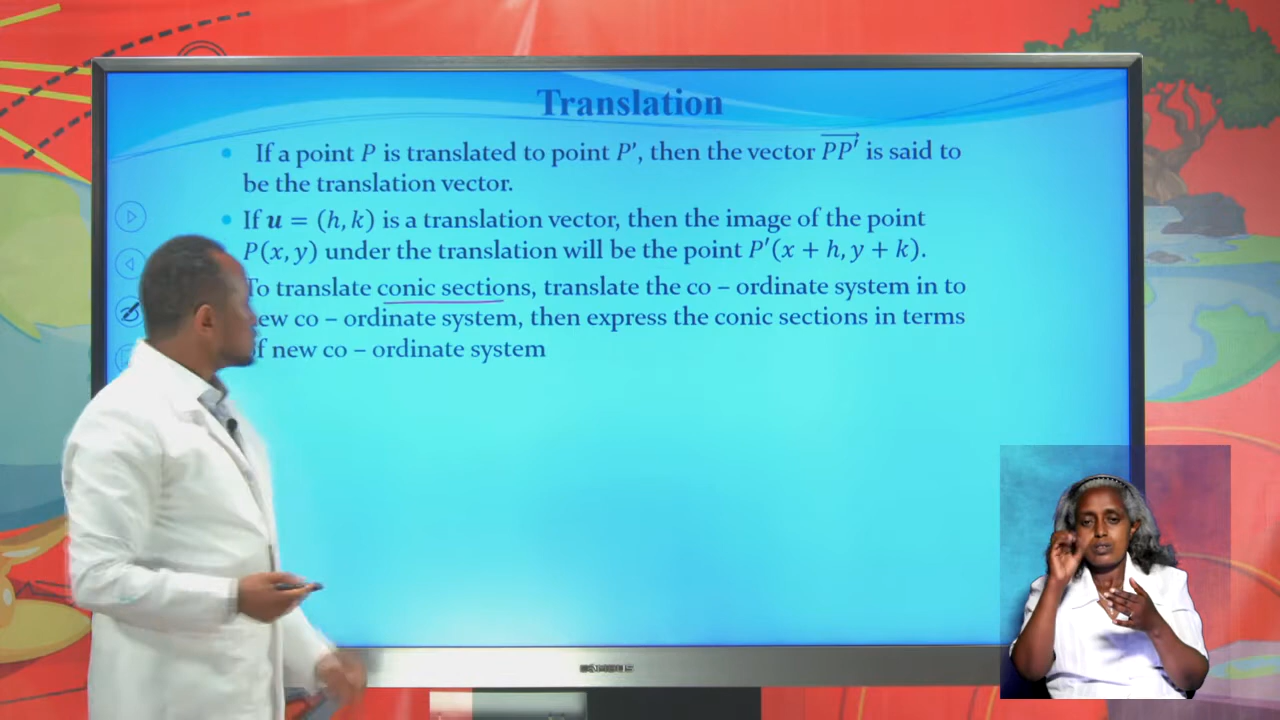 Translation
• If a point P is translated to point P′, then the vector PP′ is said to
be the translation vector.
• If u = (h, k) is a translation vector, then the image of the point
P(x, y) under the translation will be the point P′(x + h, y + k).
To translate conic sections, translate the co – ordinate system in to
co – ordinate system, then express the conic sections in terms
new co – ordinate system